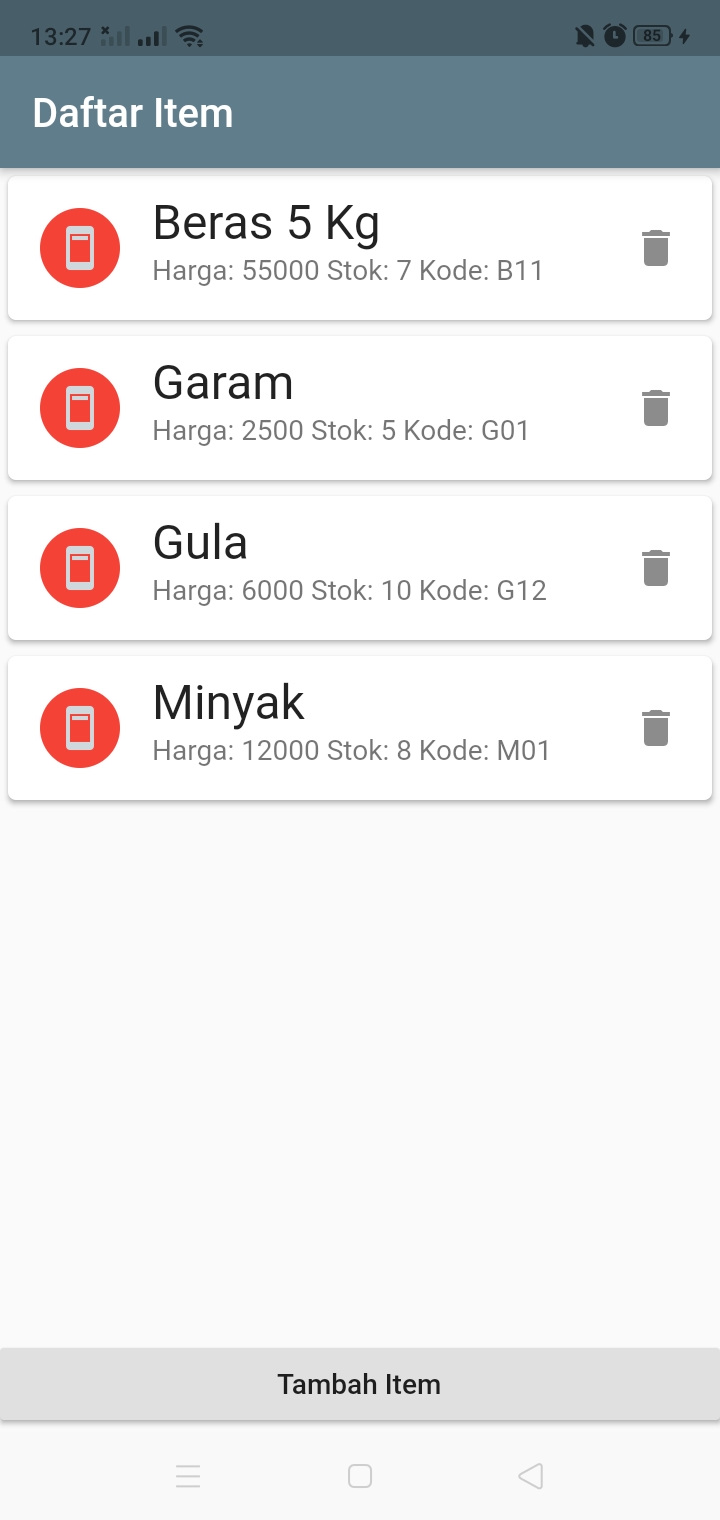 13:27
85
Daftar Item
Beras 5 Kg
Harga: 55000 Stok: 7 Kode: B11
Garam
Harga: 2500 Stok: 5 Kode: G01
Gula
Harga: 6000 Stok: 10 Kode: G12
Minyak
Harga: 12000 Stok: 8 Kode: M01
Tambah Item